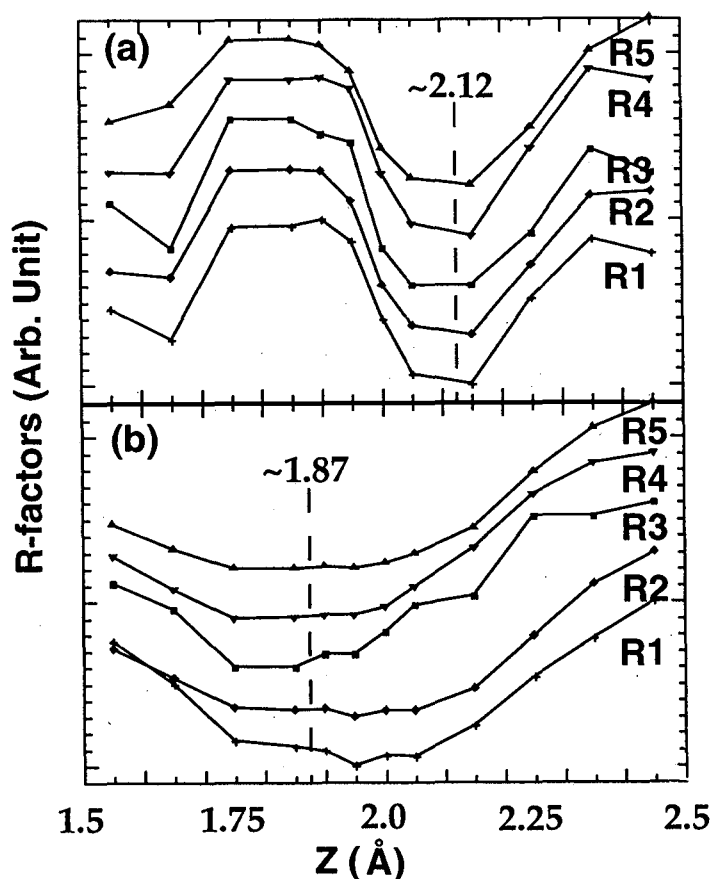 (a)
~2.12
R5
R4
R3
R2
R1
(b)
~1.87
R5
R4
R3
R2
R1
R-factors (Arb. Unit)
1.5 1.75 2.0 2.25 2.5
Z (Å)